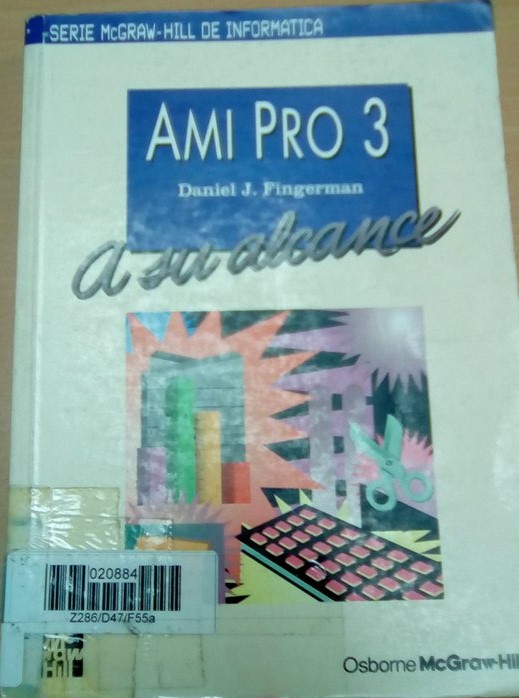 SERIE McGRAW-HILL DE INFORMATICA
AMI PRO 3
Daniel J. Fingerman
A su alcance
020884
Z286/D47/F55a
Hill
Osborne McGraw-Hil